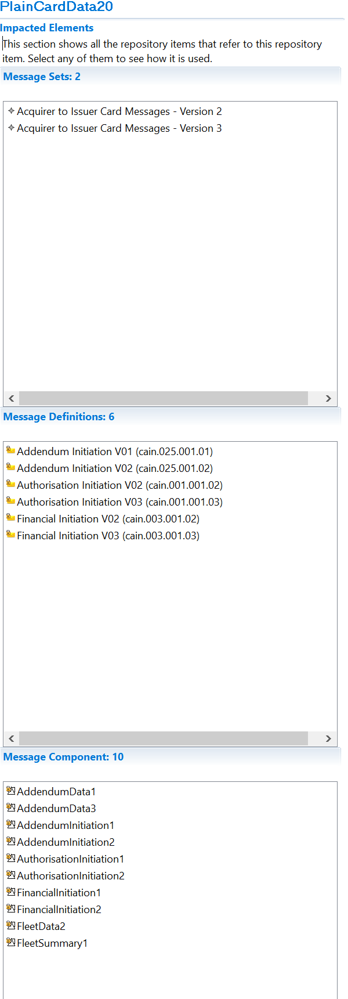 PlainCardData20
Impacted Elements
This section shows all the repository items that refer to this repository
item. Select any of them to see how it is used.
Message Sets: 2
Acquirer to Issuer Card Messages - Version 2
Acquirer to Issuer Card Messages - Version 3
Message Definitions: 6
Addendum Initiation V01 (cain.025.001.01)
Addendum Initiation V02 (cain.025.001.02)
Authorisation Initiation V02 (cain.001.001.02)
Authorisation Initiation V03 (cain.001.001.03)
Financial Initiation V02 (cain.003.001.02)
Financial Initiation V03 (cain.003.001.03)
Message Component: 10
AddendumData1
AddendumData3
AddendumInitiation1
AddendumInitiation2
AuthorisationInitiation1
AuthorisationInitiation2
FinancialInitiation1
FinancialInitiation2
FleetData2
FleetSummary1